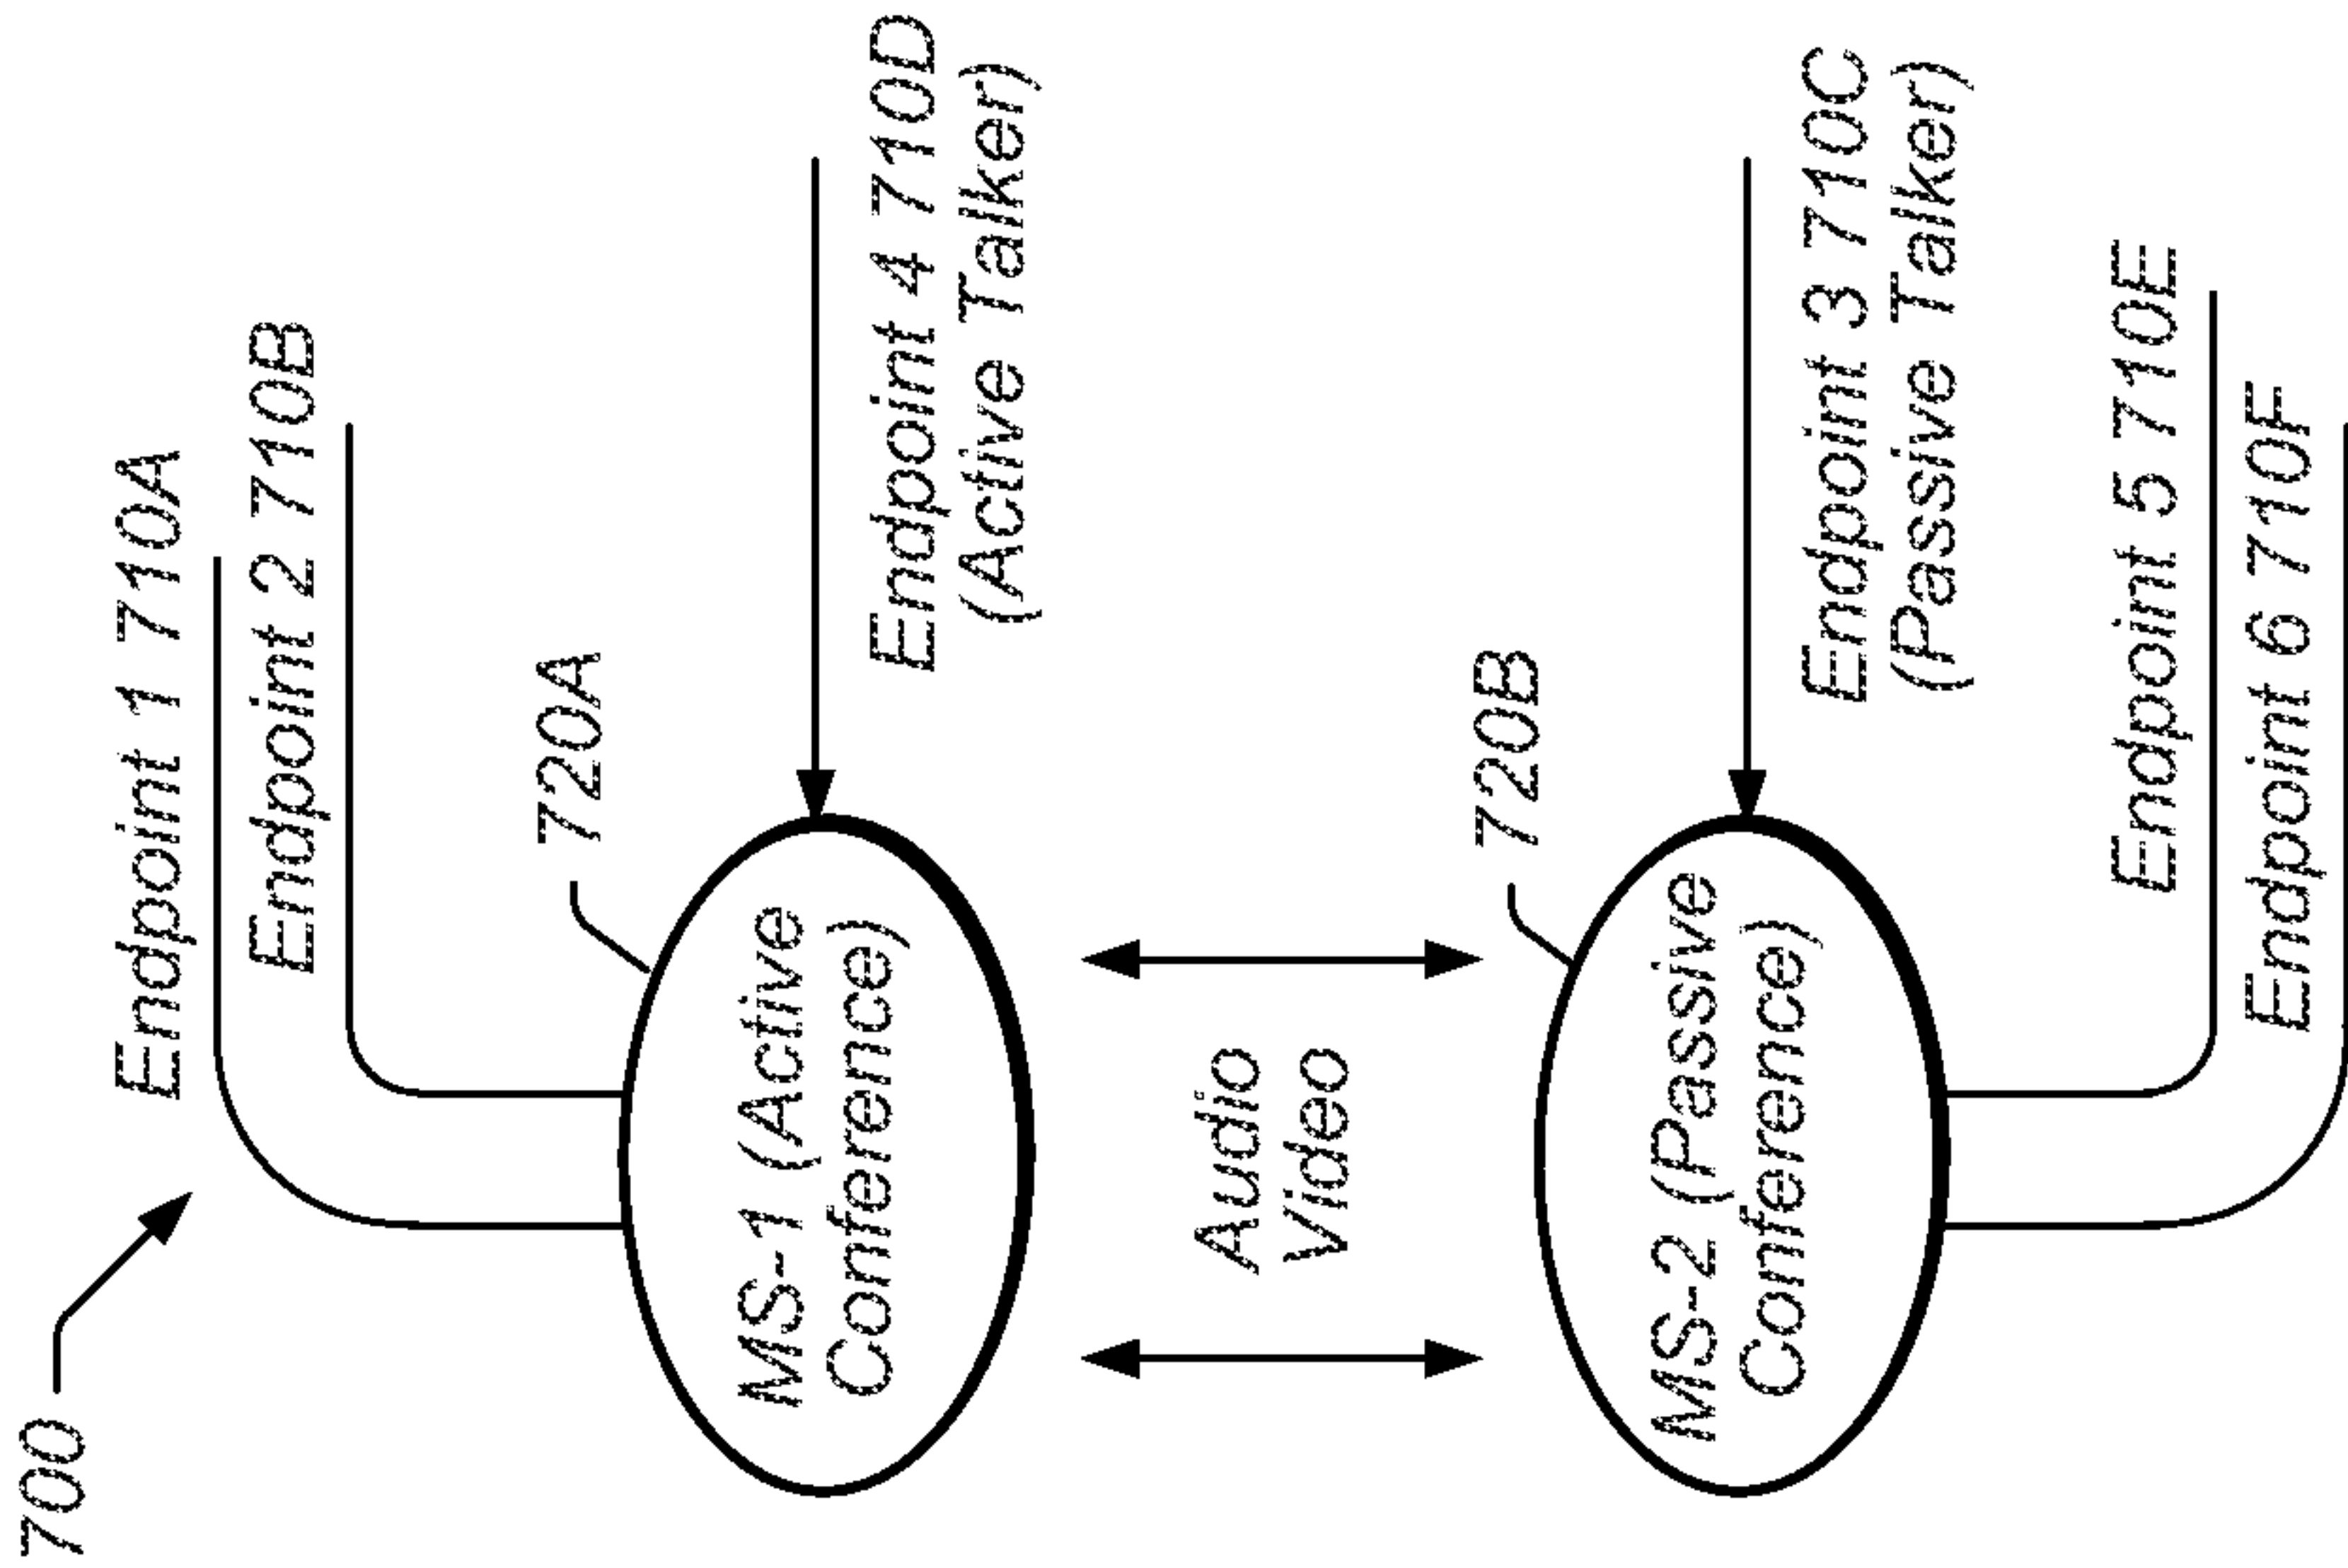 700
Endpoint 1 710A
Endpoint 2 710B
720A
MS-1 (Active
Conference)
Endpoint 4 710D
(Active Talker)
Audio
Video
720B
MS-2 (Passive
Conference)
Endpoint 3 710C
(Passive Talker)
Endpoint 5 710E
Endpoint 6 710F